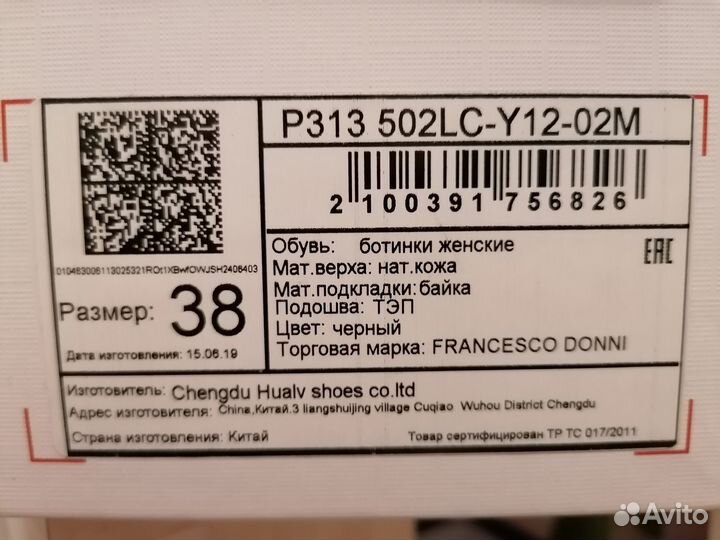 P313 502LC-Y12-02M
2 100391 756826
Обувь: ботинки женские
Мат.верха: нат.кожа
Мат.подкладки: байка
Подошва: ТЭП
Цвет: черный
Торговая марка: FRANCESCO DONNI
EAC
Размер: 38
Дата изготовления: 15.06.19
Изготовитель: Chengdu Hualv shoes co.ltd
Адрес изготовителя: China,Китай.3 liangshuijing village Cuqiao Wuhou District Chengdu
Страна изготовления: Китай
Товар сертифицирован ТР ТС 017/2011
Avito